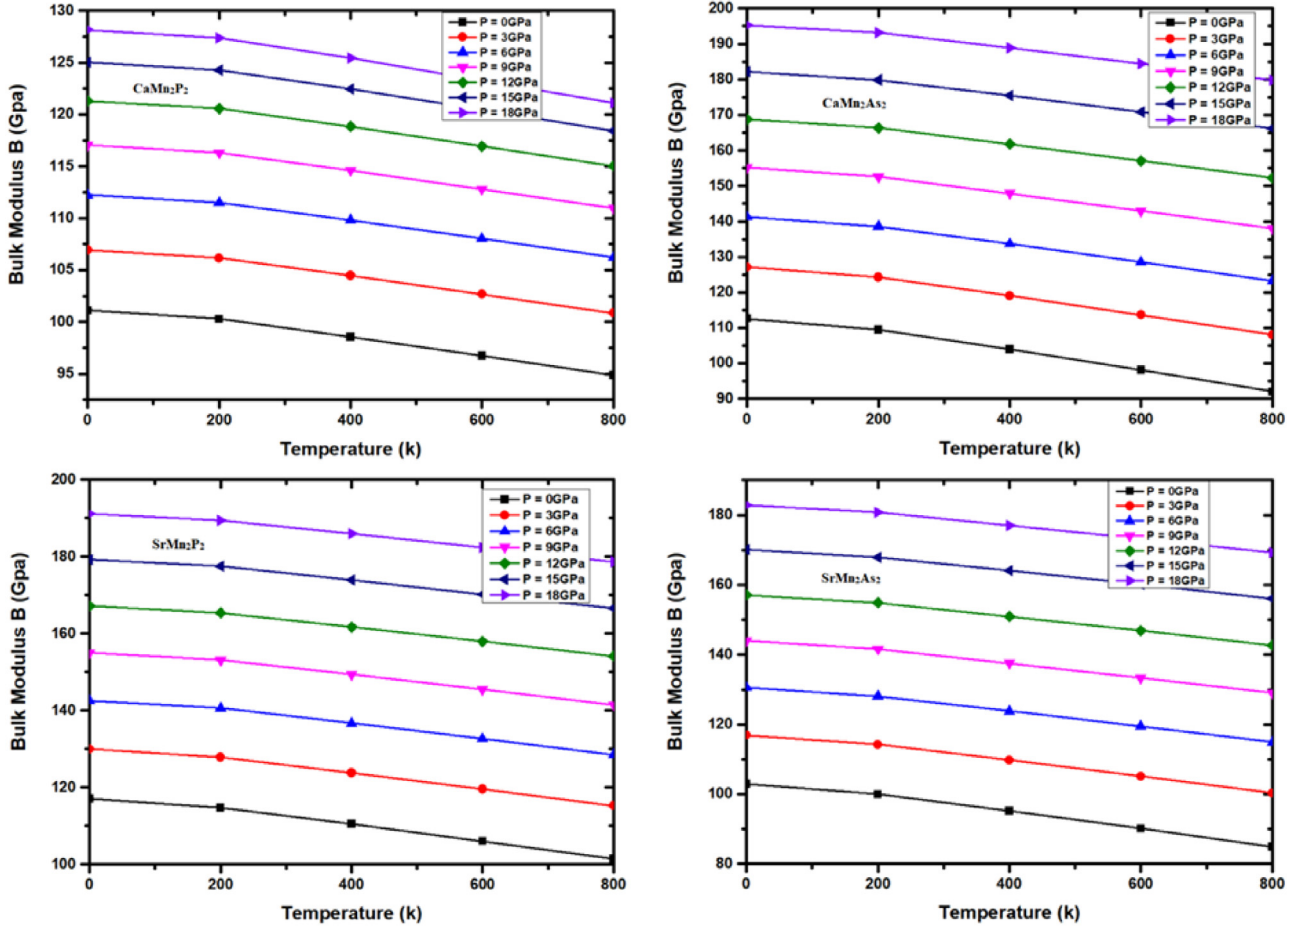 130
125
120
115
110
105
100
95
Bulk Modulus B (Gpa)
CaMn₂P₂
P = 0GPa
P = 3GPa
P = 6GPa
P = 9GPa
P = 12GPa
P = 15GPa
P = 18GPa
0 200 400 600 800
Temperature (k)
200
190
180
170
160
150
140
130
120
110
100
90
Bulk Modulus B (Gpa)
CaMn₂As₂
P = 0GPa
P = 3GPa
P = 6GPa
P = 9GPa
P = 12GPa
P = 15GPa
P = 18GPa
0 200 400 600 800
Temperature (k)
200
180
160
140
120
100
Bulk Modulus B (Gpa)
SrMn₂P₂
P = 0GPa
P = 3GPa
P = 6GPa
P = 9GPa
P = 12GPa
P = 15GPa
P = 18GPa
0 200 400 600 800
Temperature (k)
180
160
140
120
100
80
Bulk Modulus B (Gpa)
SrMn₂As₂
P = 0GPa
P = 3GPa
P = 6GPa
P = 9GPa
P = 12GPa
P = 15GPa
P = 18GPa
0 200 400 600 800
Temperature (k)